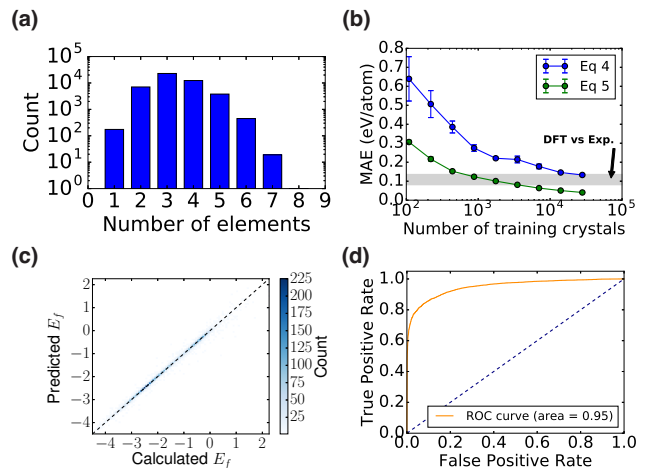 (a)
10^5
10^4
10^3
10^2
10^1
10^0
Count
0 1 2 3 4 5 6 7 8 9
Number of elements
(b)
0.8
0.7
0.6
0.5
0.4
0.3
0.2
0.1
0.0
MAE (eV/atom)
Eq 4
Eq 5
DFT vs Exp.
10^2 10^3 10^4 10^5
Number of training crystals
(c)
2
1
0
−1
−2
−3
−4
Predicted E_f
−4 −3 −2 −1 0 1 2
Calculated E_f
225
200
175
150
125
100
75
50
25
Count
(d)
1.0
0.8
0.6
0.4
0.2
0.0
True Positive Rate
ROC curve (area = 0.95)
0.0 0.2 0.4 0.6 0.8 1.0
False Positive Rate